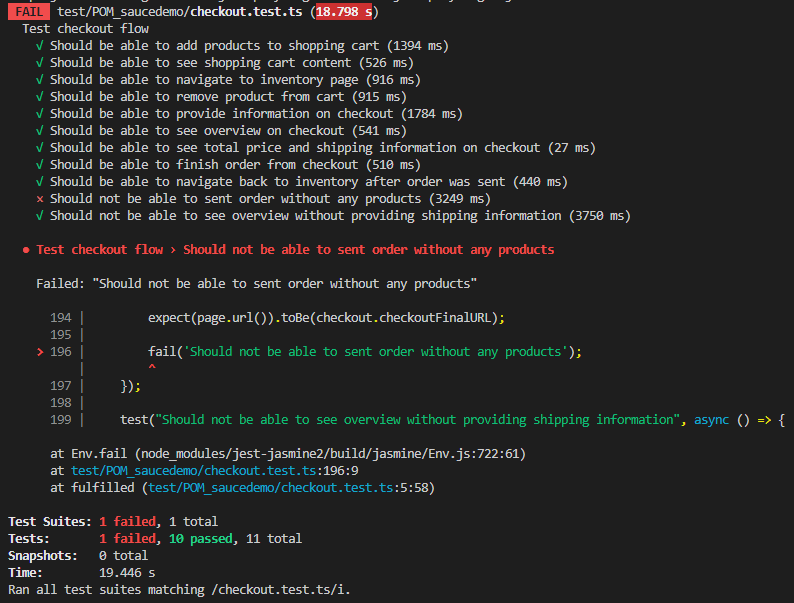 FAIL test/POM_saucedemo/checkout.test.ts (18.798 s)
Test checkout flow
√ Should be able to add products to shopping cart (1394 ms)
√ Should be able to see shopping cart content (526 ms)
√ Should be able to navigate to inventory page (916 ms)
√ Should be able to remove product from cart (915 ms)
√ Should be able to provide information on checkout (1784 ms)
√ Should be able to see overview on checkout (541 ms)
√ Should be able to see total price and shipping information on checkout (27 ms)
√ Should be able to finish order from checkout (510 ms)
√ Should be able to navigate back to inventory after order was sent (440 ms)
× Should not be able to sent order without any products (3249 ms)
√ Should not be able to see overview without providing shipping information (3750 ms)
● Test checkout flow › Should not be able to sent order without any products
Failed: "Should not be able to sent order without any products"
194 | expect(page.url()).toBe(checkout.checkoutFinalURL);
195 |
> 196 | fail('Should not be able to sent order without any products');
| ^
197 | });
198 |
199 | test("Should not be able to see overview without providing shipping information", async () => {
at Env.fail (node_modules/jest-jasmine2/build/jasmine/Env.js:722:61)
at test/POM_saucedemo/checkout.test.ts:196:9
at fulfilled (test/POM_saucedemo/checkout.test.ts:5:58)
Test Suites: 1 failed, 1 total
Tests: 1 failed, 10 passed, 11 total
Snapshots: 0 total
Time: 19.446 s
Ran all test suites matching /checkout.test.ts/i.